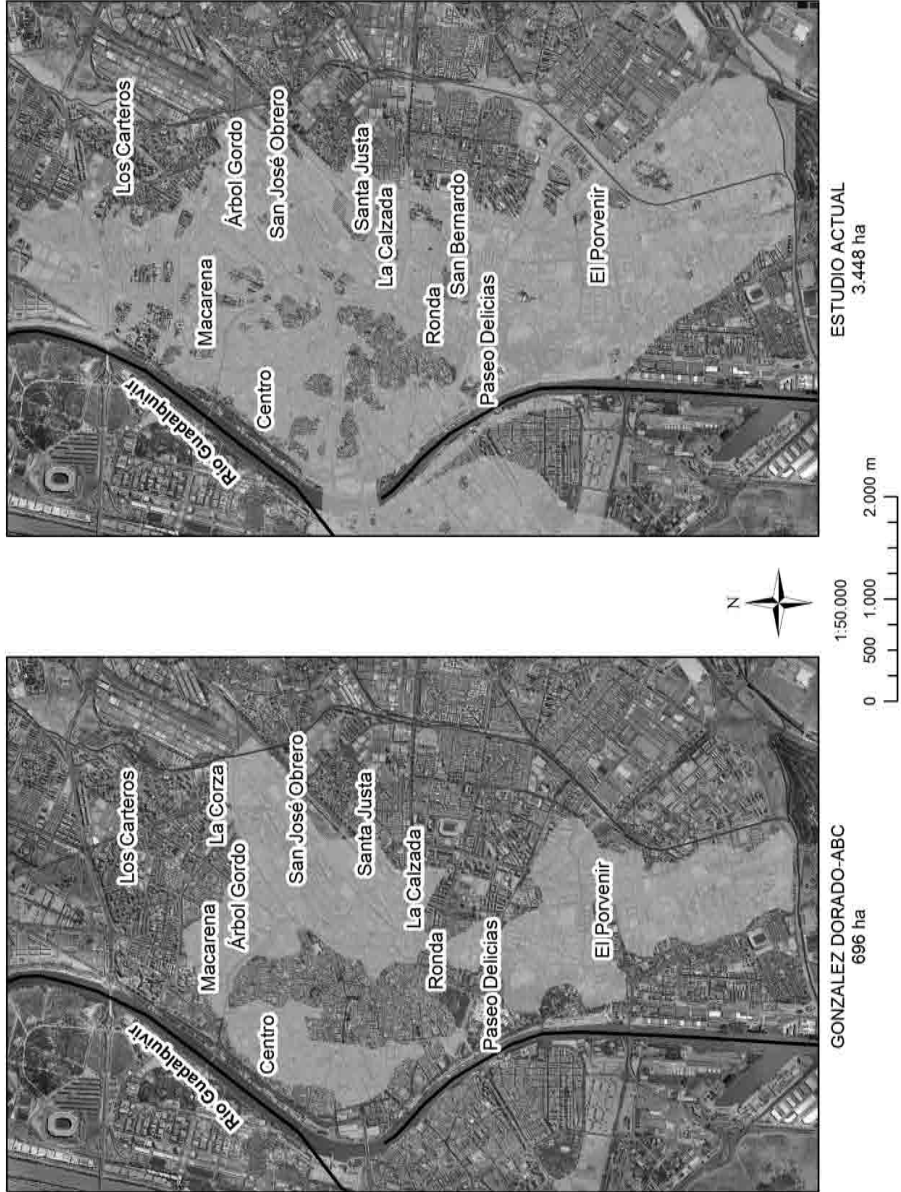 Los Carteros
La Corza
Macarena
Árbol Gordo
San José Obrero
Río Guadalquivir
Centro
Santa Justa
La Calzada
Ronda
Paseo Delicias
El Porvenir
GONZALEZ DORADO-ABC
696 ha
N
1:50.000
0 500 1.000 2.000 m
Los Carteros
Macarena
Árbol Gordo
San José Obrero
Río Guadalquivir
Centro
Santa Justa
La Calzada
Ronda
San Bernardo
Paseo Delicias
El Porvenir
ESTUDIO ACTUAL
3.448 ha